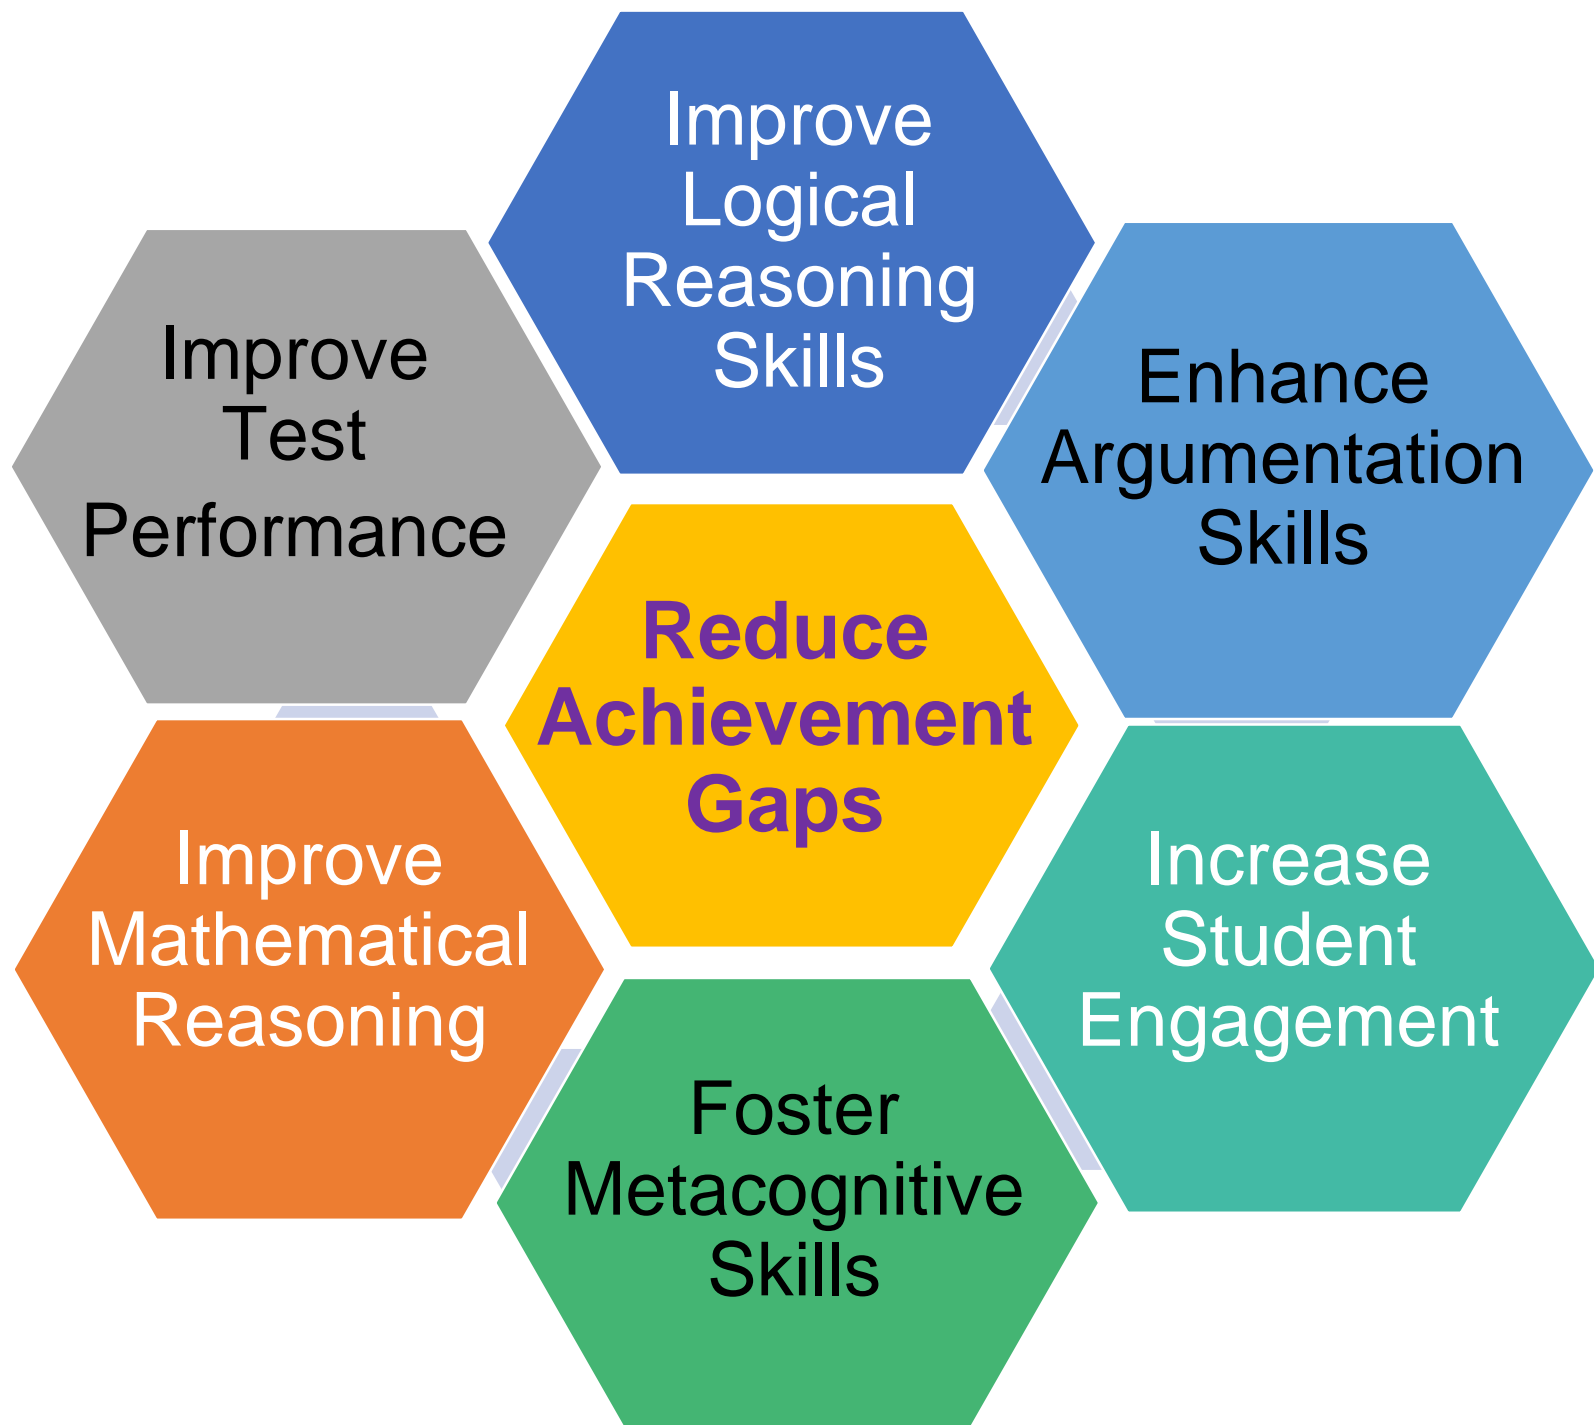 Improve
Logical
Reasoning
Skills
Enhance
Argumentation
Skills
Increase
Student
Engagement
Foster
Metacognitive
Skills
Improve
Mathematical
Reasoning
Improve
Test
Performance
Reduce
Achievement
Gaps